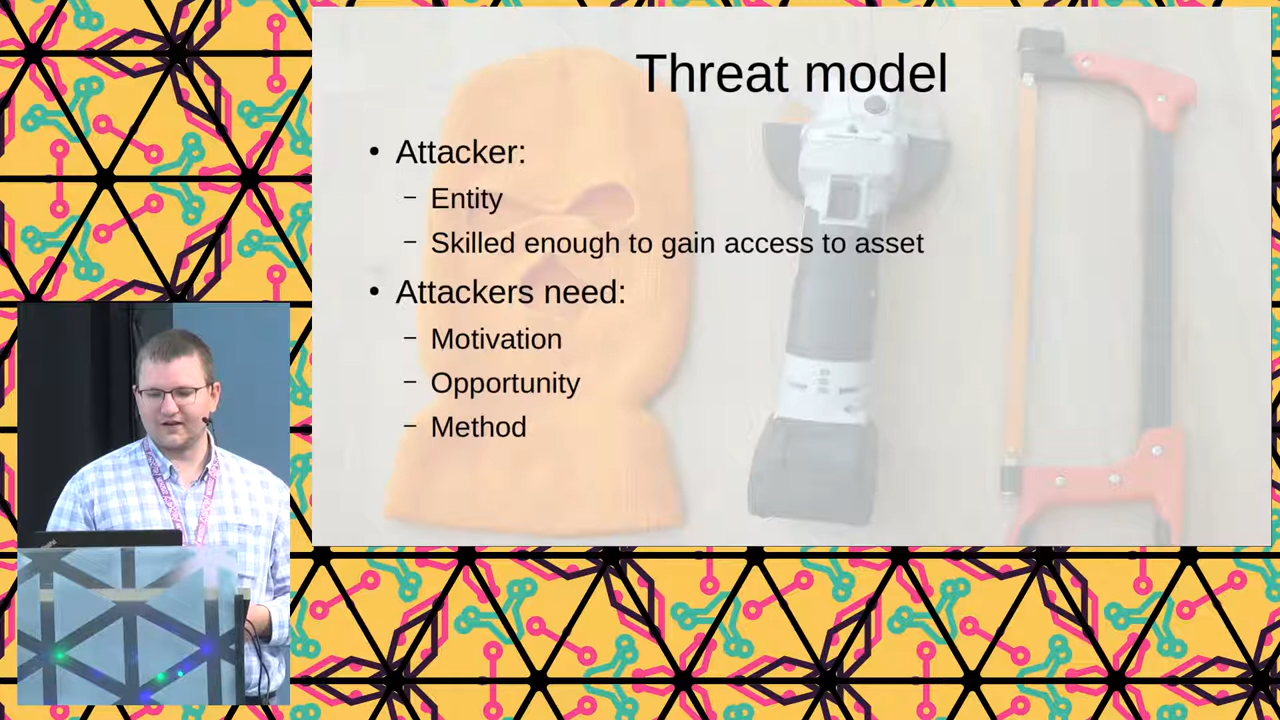 Threat model
• Attacker:
– Entity
– Skilled enough to gain access to asset
• Attackers need:
– Motivation
– Opportunity
– Method